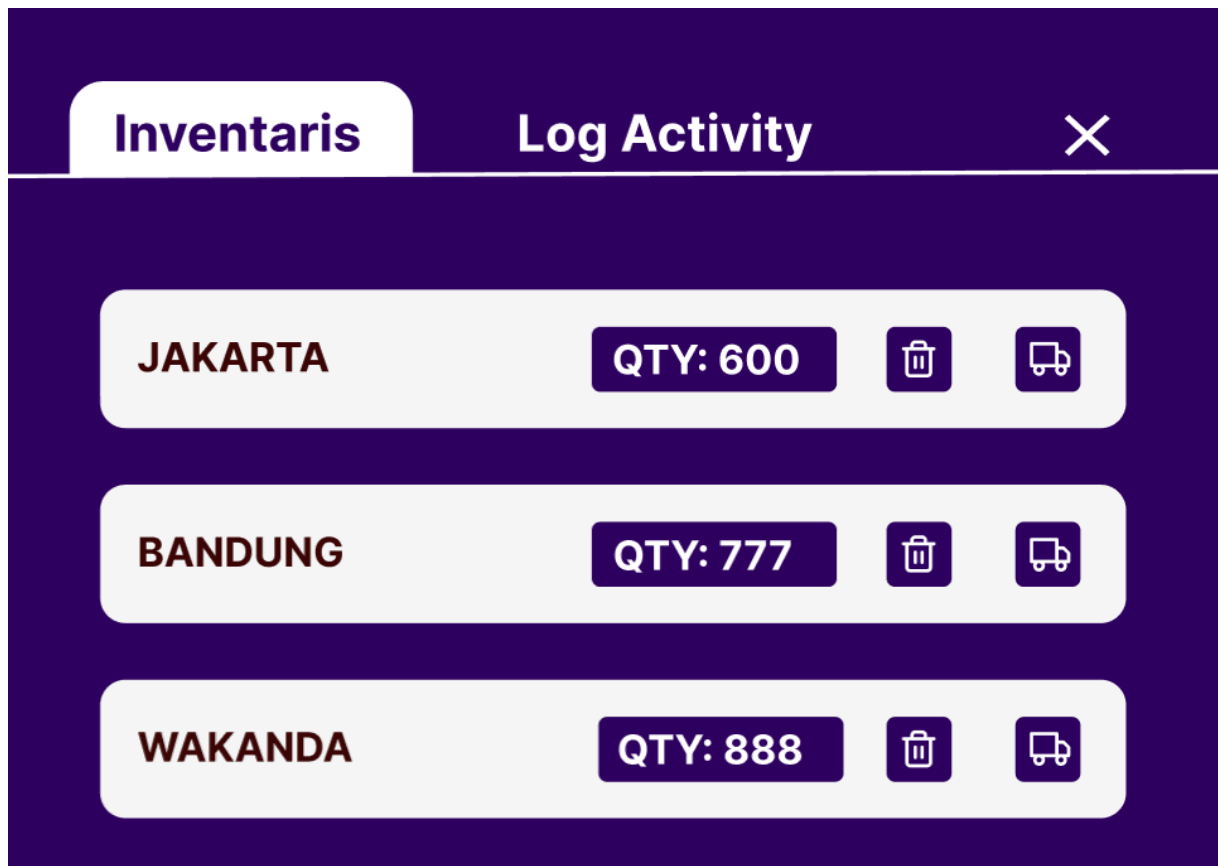 Inventaris Log Activity
JAKARTA QTY: 600
BANDUNG QTY: 777
WAKANDA QTY: 888